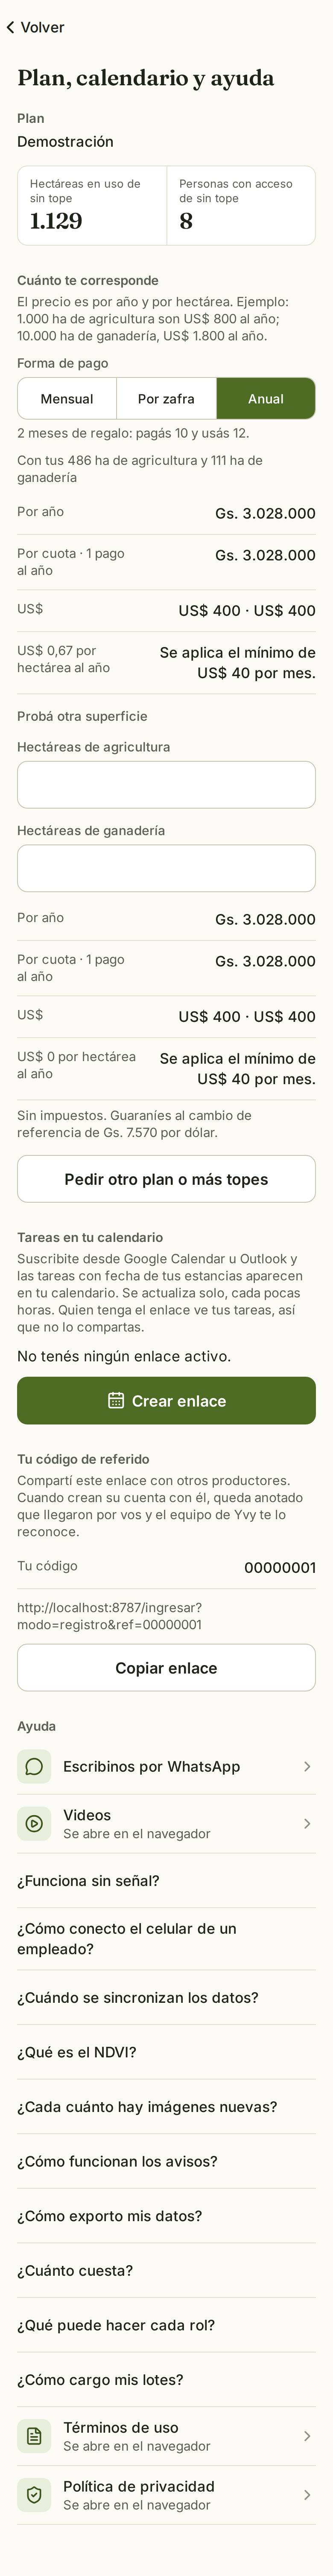 Volver
Plan, calendario y ayuda
Plan
Demostración
Hectáreas en uso de
sin tope
1.129
Personas con acceso
de sin tope
8
Cuánto te corresponde
El precio es por año y por hectárea. Ejemplo:
1.000 ha de agricultura son US$ 800 al año;
10.000 ha de ganadería, US$ 1.800 al año.
Forma de pago
Mensual
Por zafra
Anual
2 meses de regalo: pagás 10 y usás 12.
Con tus 486 ha de agricultura y 111 ha de
ganadería
Por año
Gs. 3.028.000
Por cuota · 1 pago
al año
Gs. 3.028.000
US$
US$ 400 · US$ 400
US$ 0,67 por
hectárea al año
Se aplica el mínimo de
US$ 40 por mes.
Probá otra superficie
Hectáreas de agricultura
Hectáreas de ganadería
Por año
Gs. 3.028.000
Por cuota · 1 pago
al año
Gs. 3.028.000
US$
US$ 400 · US$ 400
US$ 0 por hectárea
al año
Se aplica el mínimo de
US$ 40 por mes.
Sin impuestos. Guaraníes al cambio de
referencia de Gs. 7.570 por dólar.
Pedir otro plan o más topes
Tareas en tu calendario
Suscribite desde Google Calendar u Outlook y
las tareas con fecha de tus estancias aparecen
en tu calendario. Se actualiza solo, cada pocas
horas. Quien tenga el enlace ve tus tareas, así
que no lo compartas.
No tenés ningún enlace activo.
Crear enlace
Tu código de referido
Compartí este enlace con otros productores.
Cuando crean su cuenta con él, queda anotado
que llegaron por vos y el equipo de Yvy te lo
reconoce.
Tu código
00000001
http://localhost:8787/ingresar?
modo=registro&ref=00000001
Copiar enlace
Ayuda
Escribinos por WhatsApp
Videos
Se abre en el navegador
¿Funciona sin señal?
¿Cómo conecto el celular de un
empleado?
¿Cuándo se sincronizan los datos?
¿Qué es el NDVI?
¿Cada cuánto hay imágenes nuevas?
¿Cómo funcionan los avisos?
¿Cómo exporto mis datos?
¿Cuánto cuesta?
¿Qué puede hacer cada rol?
¿Cómo cargo mis lotes?
Términos de uso
Se abre en el navegador
Política de privacidad
Se abre en el navegador